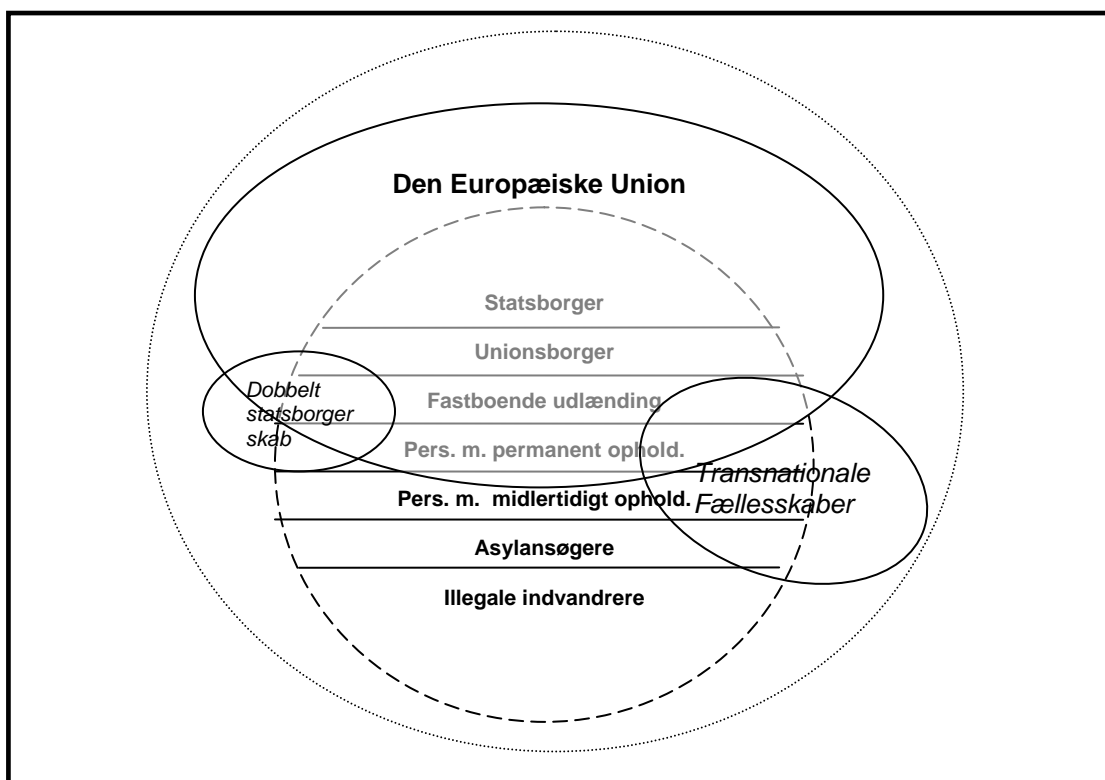 Den Europæiske Union
Statsborger
Unionsborger
Dobbelt
statsborger
skab
Fastboende udlænding
Pers. m. permanent ophold.
Transnationale
Fællesskaber
Pers. m. midlertidigt ophold.
Asylansøgere
Illegale indvandrere